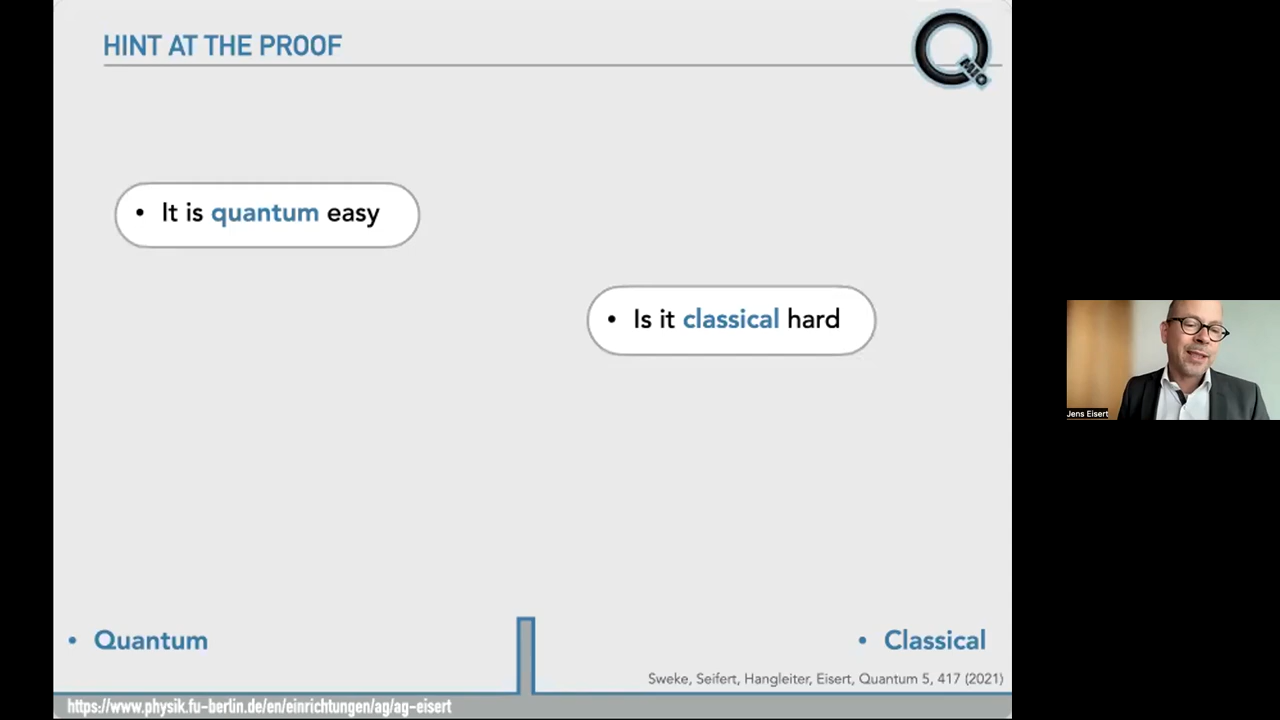 HINT AT THE PROOF
QMIO
• It is quantum easy
• Is it classical hard
Jens Eisert
• Quantum
• Classical
Sweke, Seifert, Hangleiter, Eisert, Quantum 5, 417 (2021)
https://www.physik.fu-berlin.de/en/einrichtungen/ag/ag-eisert